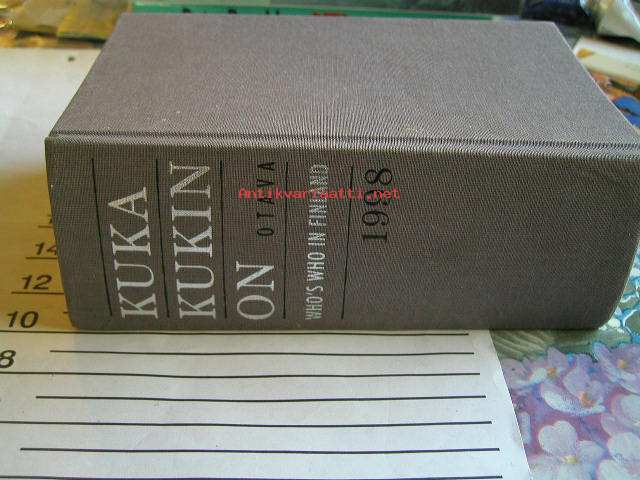 KUKA
KUKIN
ON
OTAVA
WHO'S WHO IN FINLAND
1998
Antikvariaatti.net
14
12
10
8